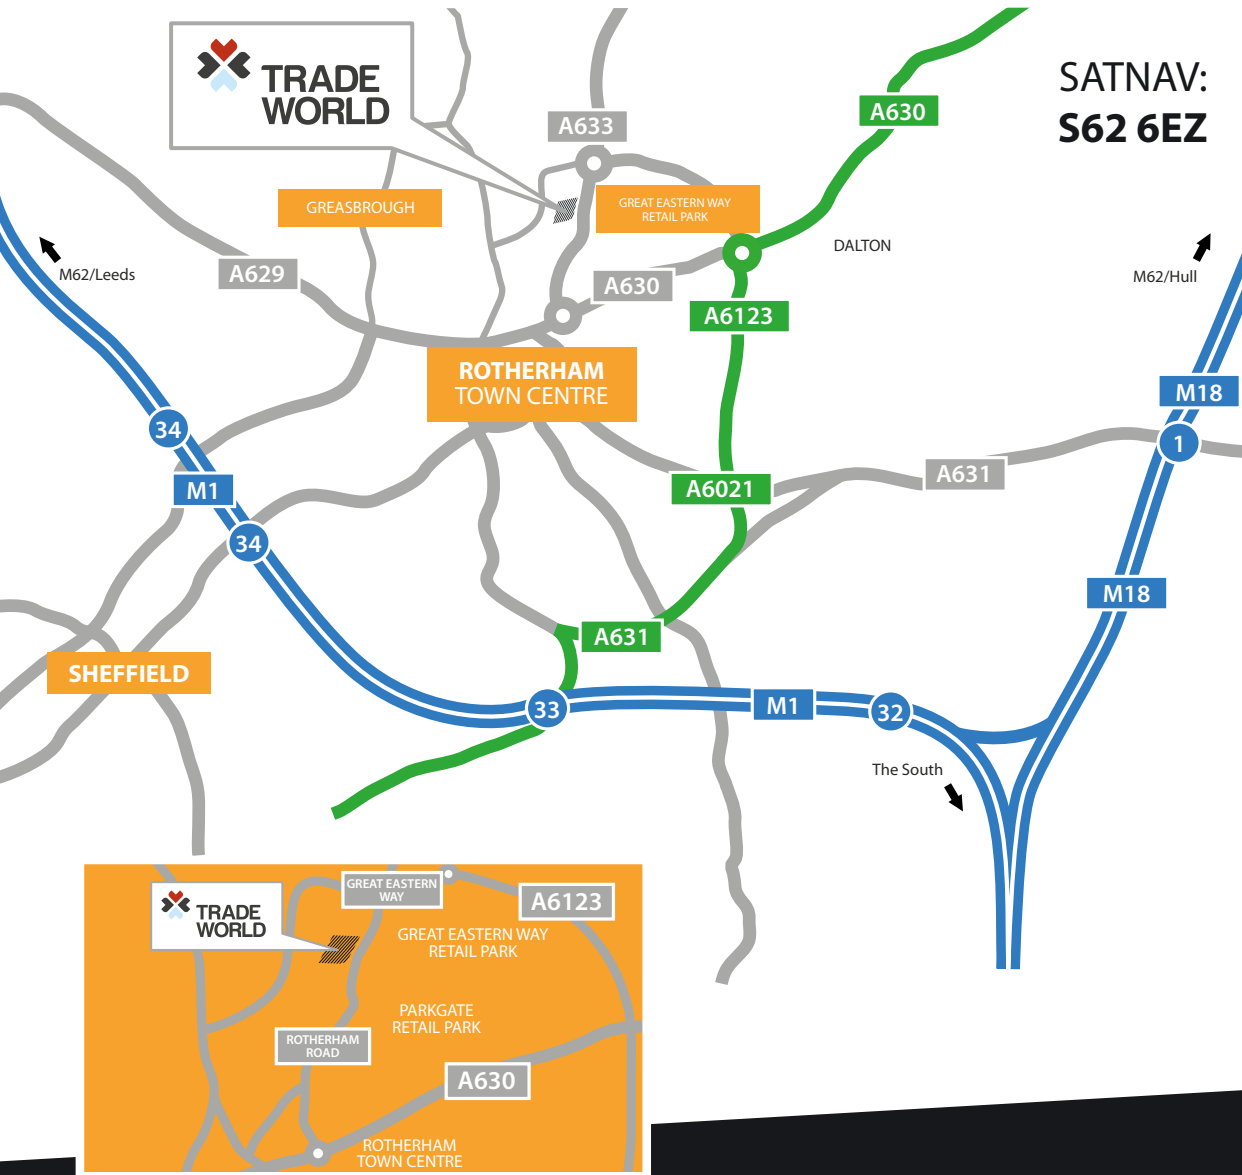 TRADE
WORLD
SATNAV:
S62 6EZ
A633
A630
GREASBROUGH
GREAT EASTERN WAY
RETAIL PARK
DALTON
M62/Leeds
A629
A630
M62/Hull
A6123
ROTHERHAM
TOWN CENTRE
M18
34
1
M1
A6021
A631
34
M18
A631
SHEFFIELD
33
M1
32
The South
GREAT EASTERN
WAY
A6123
TRADE
WORLD
GREAT EASTERN WAY
RETAIL PARK
PARKGATE
RETAIL PARK
ROTHERHAM
ROAD
A630
ROTHERHAM
TOWN CENTRE